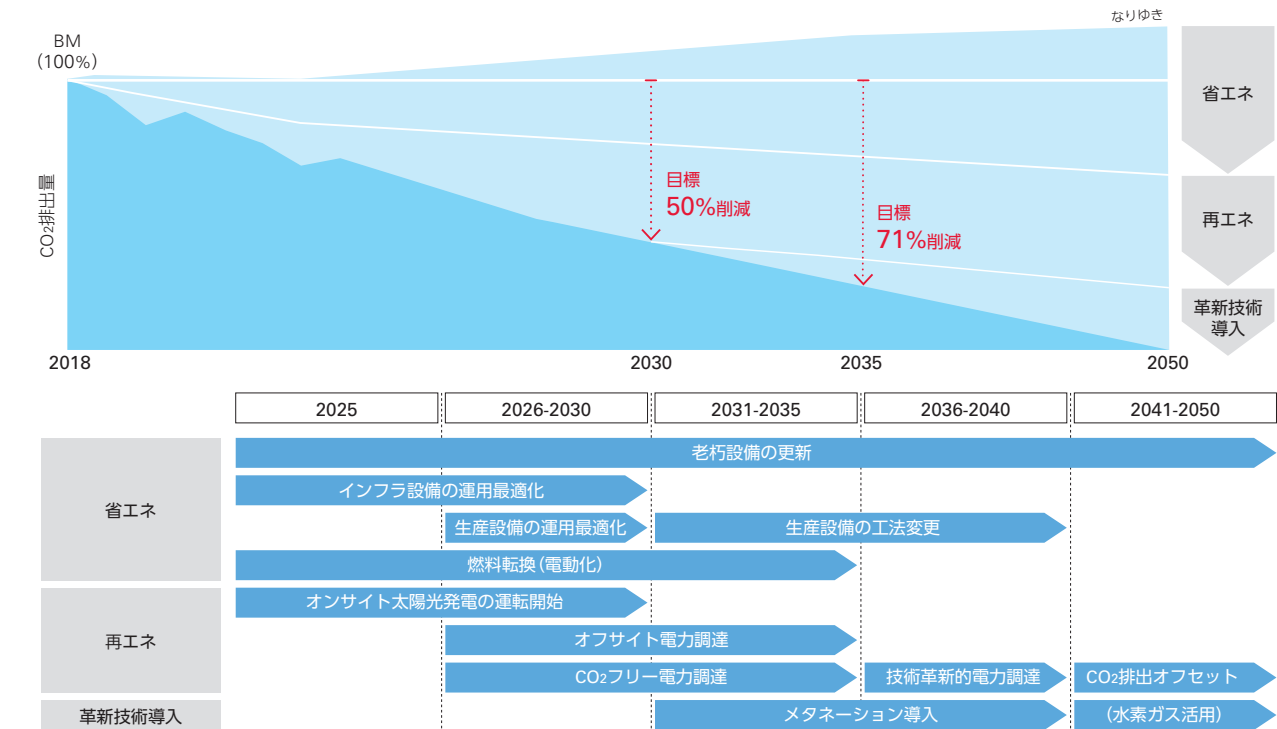 なりゆき
BM
(100%)
CO2排出量
目標
50%削減
目標
71%削減
省エネ
再エネ
革新技術
導入
2018
2030
2035
2050
2025
2026-2030
2031-2035
2036-2040
2041-2050
省エネ
老朽設備の更新
インフラ設備の運用最適化
生産設備の運用最適化
生産設備の工法変更
燃料転換(電動化)
再エネ
オンサイト太陽光発電の運転開始
オフサイト電力調達
CO2フリー電力調達
技術革新的電力調達
CO2排出オフセット
革新技術導入
メタネーション導入
(水素ガス活用)